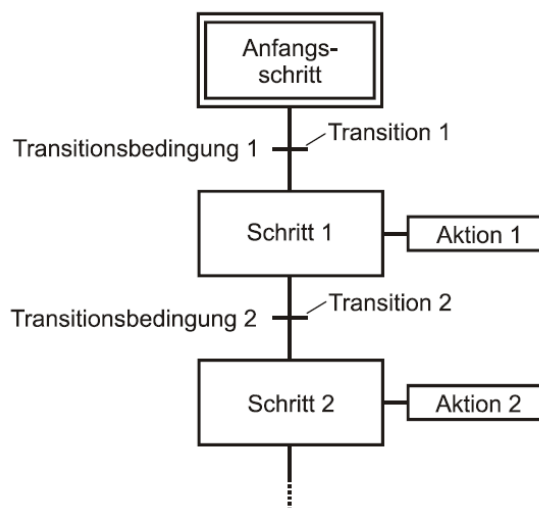 Anfangs-
schritt
Transition 1
Transitionsbedingung 1
Schritt 1
Aktion 1
Transition 2
Transitionsbedingung 2
Schritt 2
Aktion 2